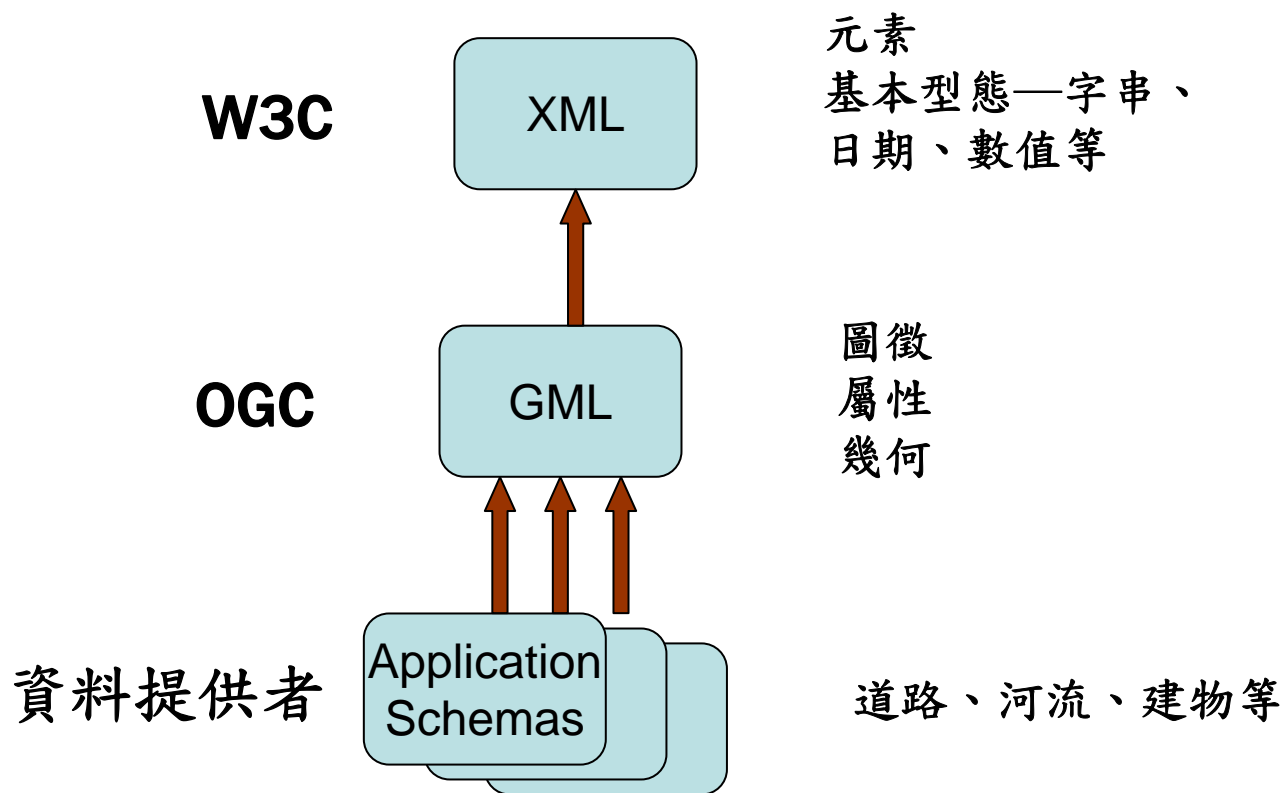 W3C
XML
元素
基本型態—字串、
日期、數值等
OGC
GML
圖徵
屬性
幾何
資料提供者
Application
Schemas
道路、河流、建物等